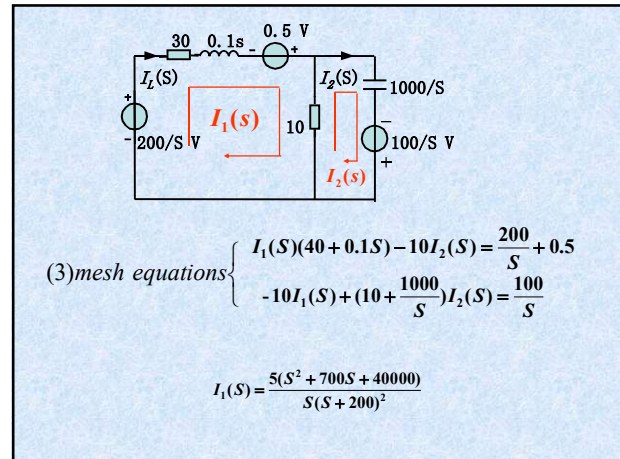 30 0.1s 0.5 V
- +
I_L(S) I_2(S) 1000/S
+ I_1(s) 10 −
- 200/S V 100/S V
I_2(s) +
(3)mesh equations { I_1(S)(40 + 0.1S) − 10I_2(S) = 200/S + 0.5
-10I_1(S) + (10 + 1000/S)I_2(S) = 100/S
I_1(S) = 5(S² + 700S + 40000) / S(S + 200)²